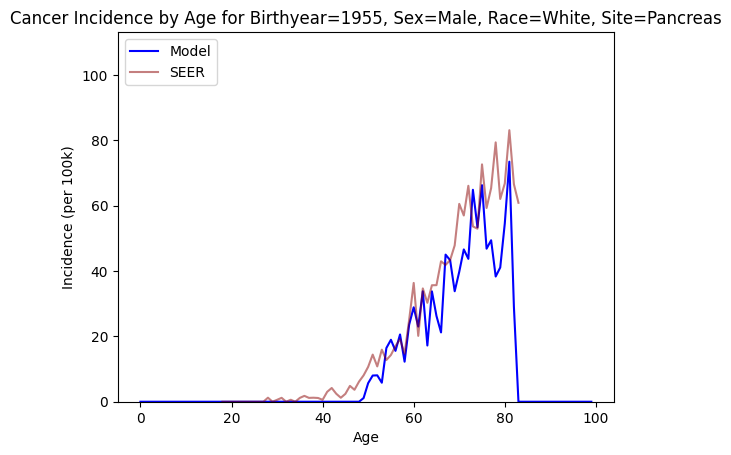 Cancer Incidence by Age for Birthyear=1955, Sex=Male, Race=White, Site=Pancreas
Model
SEER
100
80
60
40
20
0
Incidence (per 100k)
0 20 40 60 80 100
Age